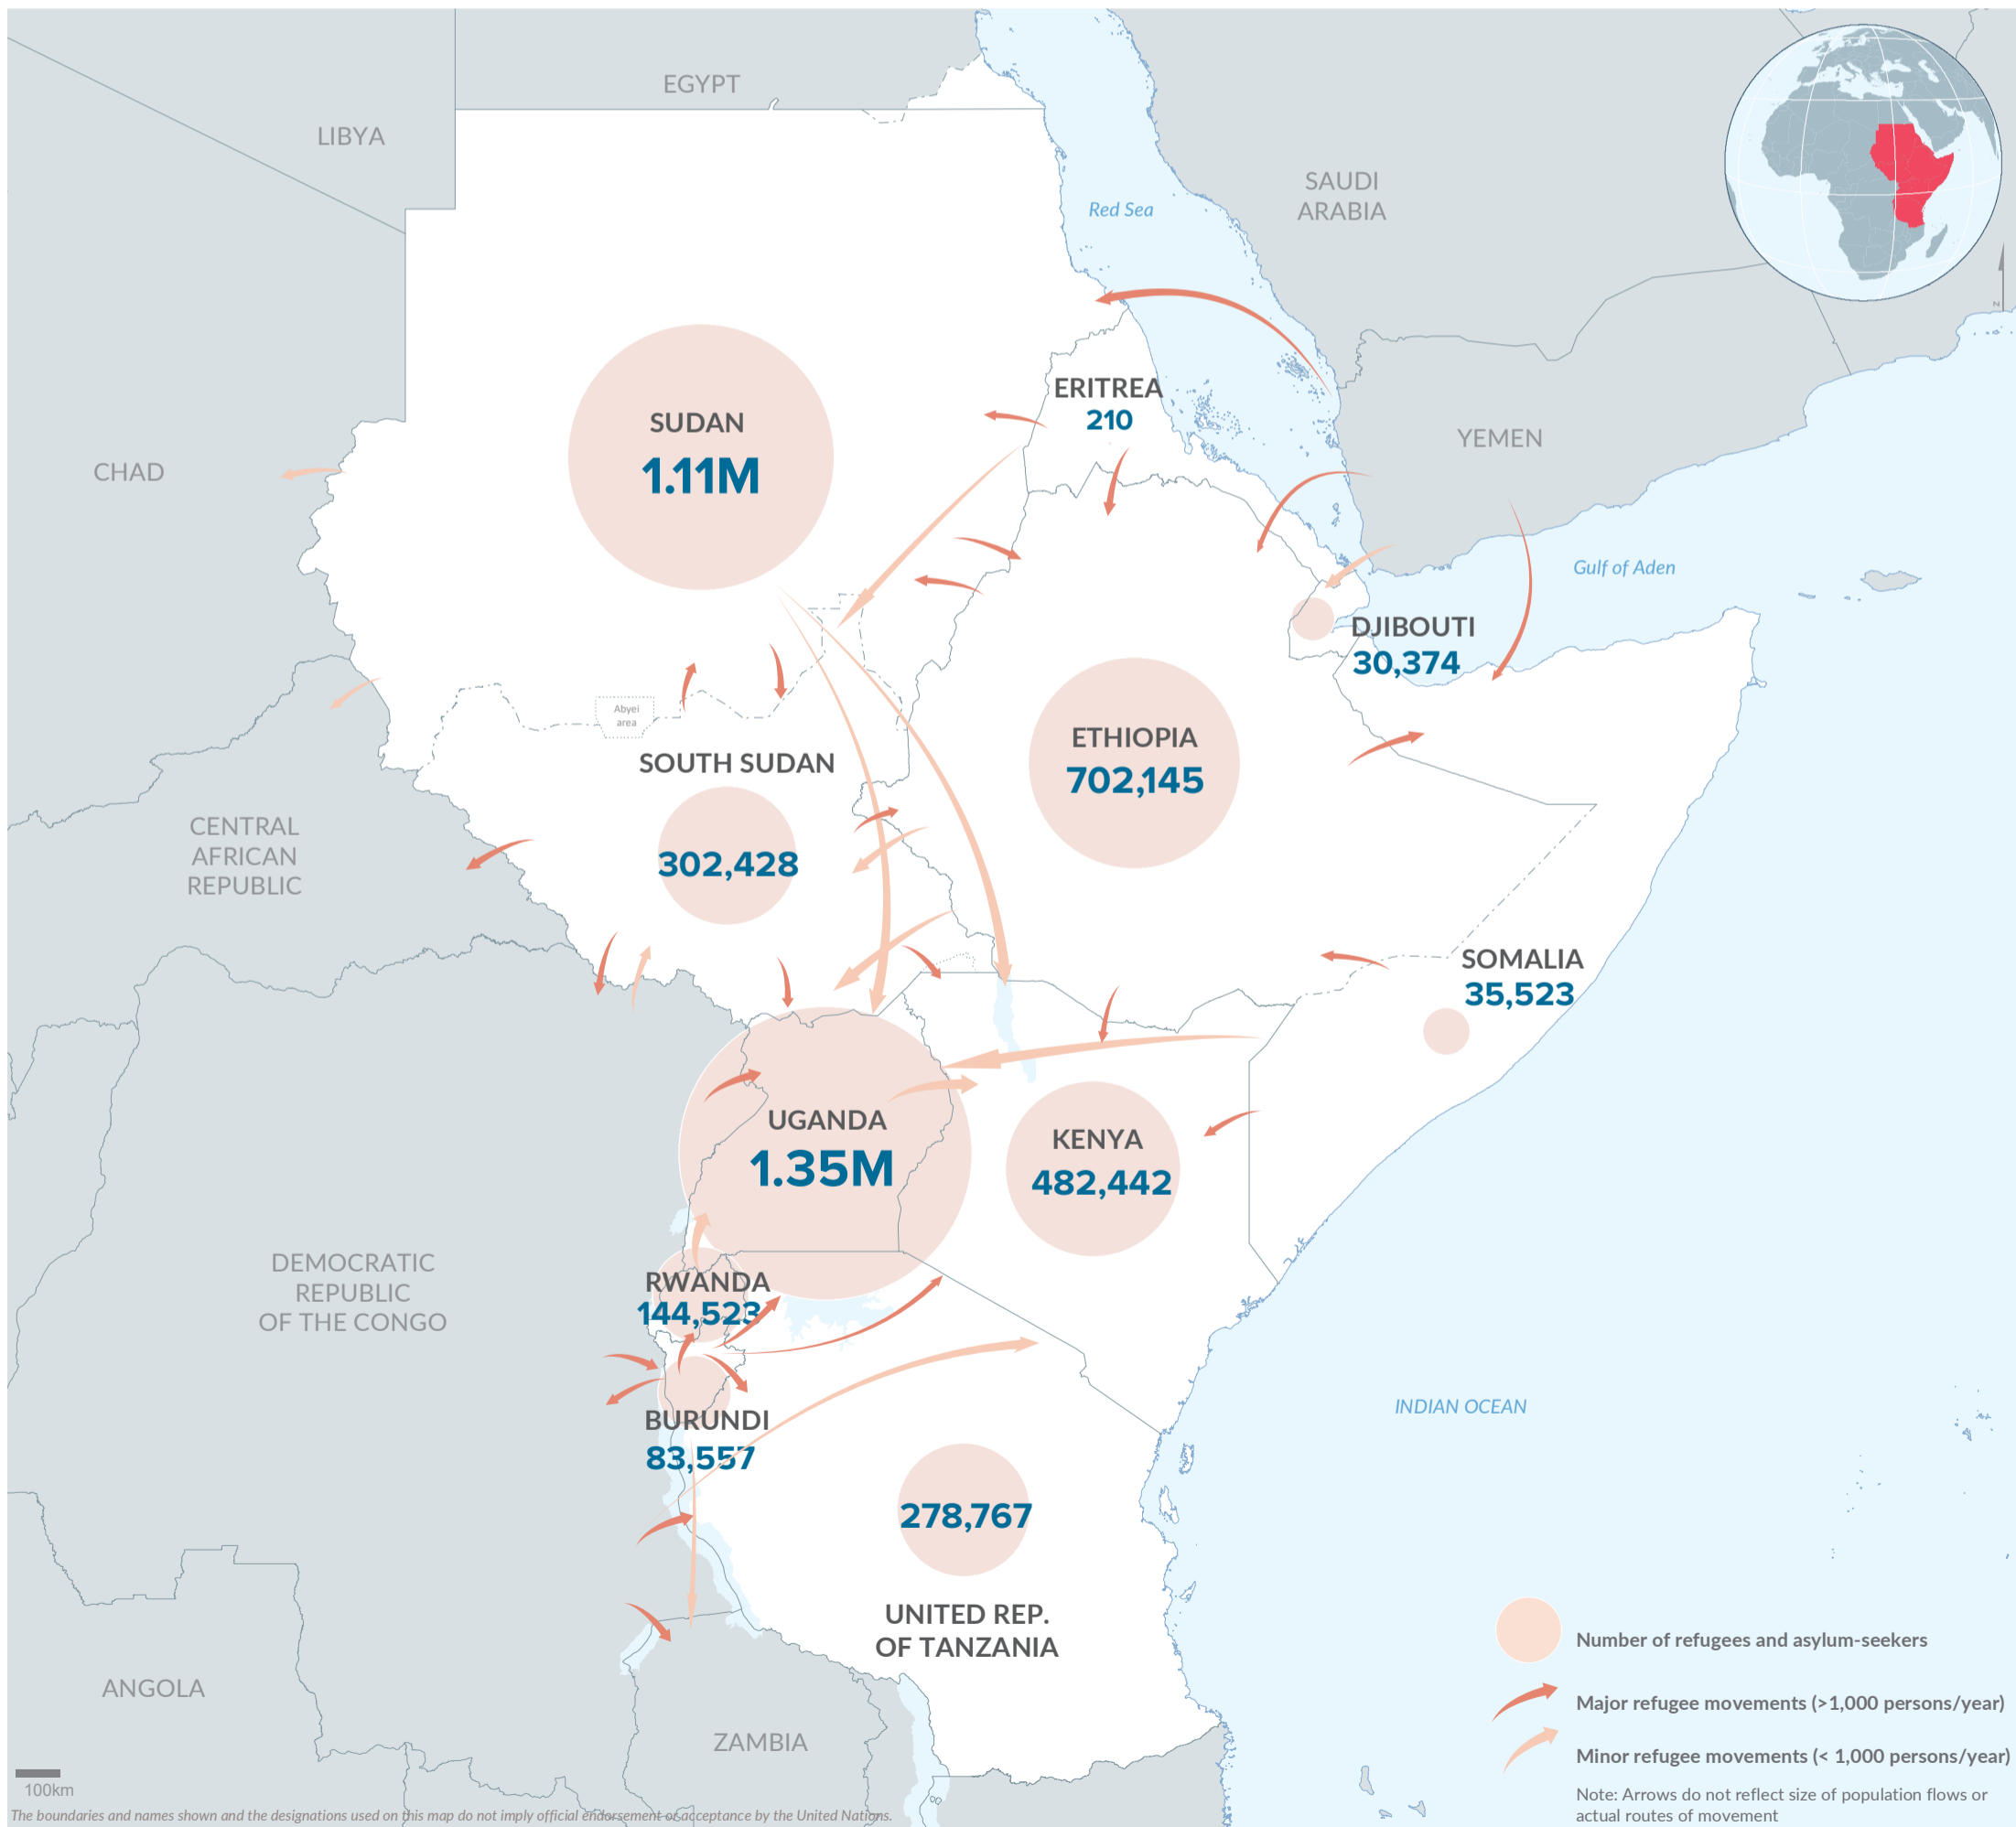 EGYPT
LIBYA
SAUDI
ARABIA
Red Sea
N
ERITREA
210
SUDAN
1.11M
YEMEN
CHAD
Gulf of Aden
DJIBOUTI
30,374
Abyei
area
ETHIOPIA
702,145
SOUTH SUDAN
302,428
CENTRAL
AFRICAN
REPUBLIC
SOMALIA
35,523
UGANDA
1.35M
KENYA
482,442
DEMOCRATIC
REPUBLIC
OF THE CONGO
RWANDA
144,523
BURUNDI
83,557
INDIAN OCEAN
278,767
UNITED REP.
OF TANZANIA
ANGOLA
ZAMBIA
Number of refugees and asylum-seekers
Major refugee movements (>1,000 persons/year)
Minor refugee movements (< 1,000 persons/year)
Note: Arrows do not reflect size of population flows or
actual routes of movement
100km
The boundaries and names shown and the designations used on this map do not imply official endorsement or acceptance by the United Nations.